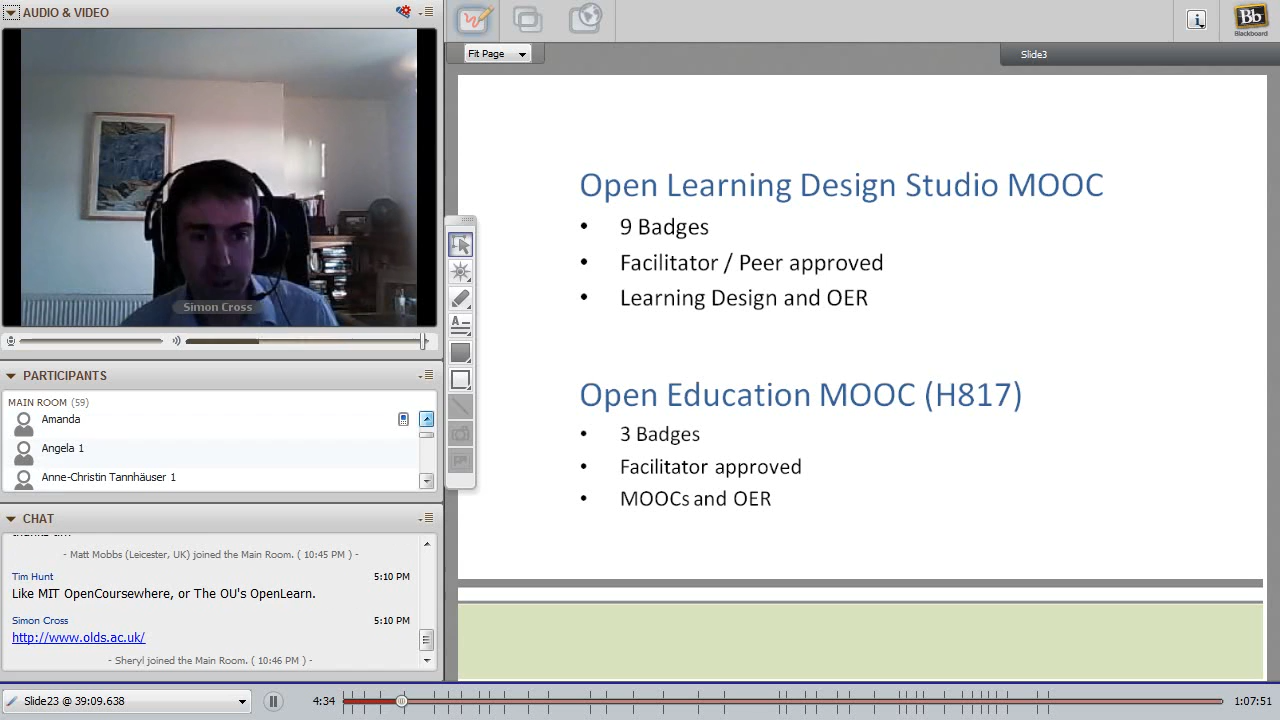 AUDIO & VIDEO
Simon Cross
PARTICIPANTS
MAIN ROOM (59)
Amanda
Angela 1
Anne-Christin Tannhäuser 1
CHAT
- Matt Mobbs (Leicester, UK) joined the Main Room. ( 10:45 PM ) -
Tim Hunt 5:10 PM
Like MIT OpenCoursewhere, or The OU's OpenLearn.
Simon Cross 5:10 PM
http://www.olds.ac.uk/
- Sheryl joined the Main Room. ( 10:46 PM ) -
Bb
Blackboard
Fit Page
Slide3
Open Learning Design Studio MOOC
• 9 Badges
• Facilitator / Peer approved
• Learning Design and OER
Open Education MOOC (H817)
• 3 Badges
• Facilitator approved
• MOOCs and OER
Slide23 @ 39:09.638
4:34
1:07:51